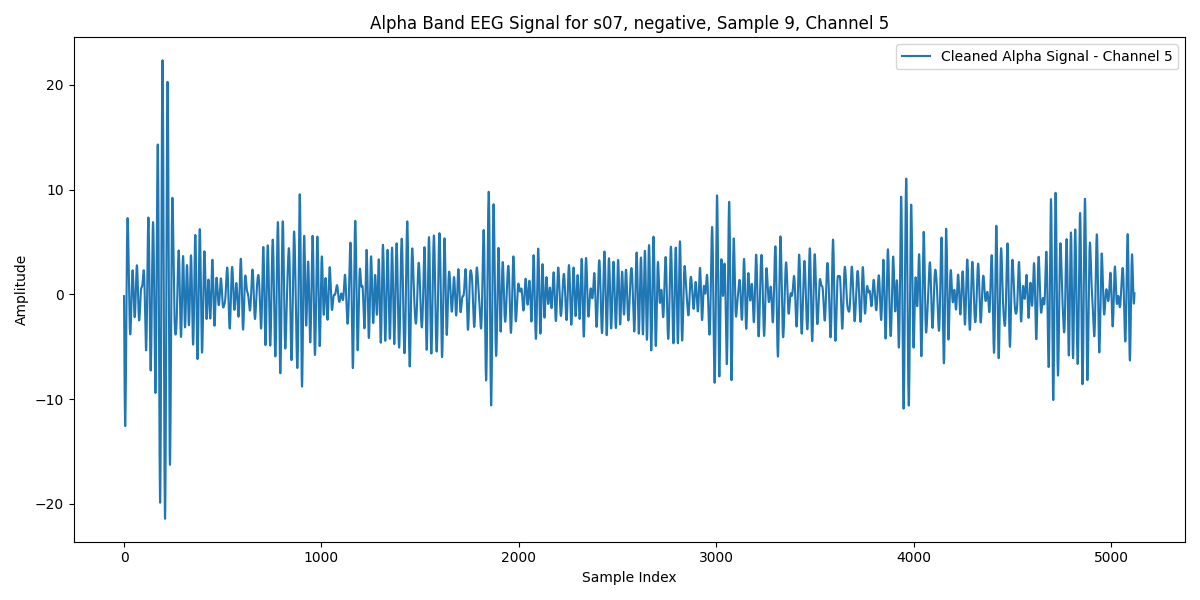 Alpha Band EEG Signal for s07, negative, Sample 9, Channel 5
Cleaned Alpha Signal - Channel 5
Amplitude
20
10
0
−10
−20
0 1000 2000 3000 4000 5000
Sample Index